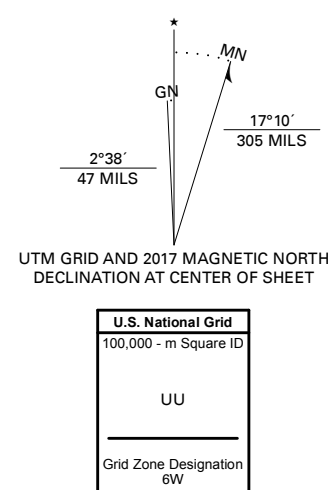 ★
MN
GN
17°10´
305 MILS
2°38´
47 MILS
UTM GRID AND 2017 MAGNETIC NORTH
DECLINATION AT CENTER OF SHEET
U.S. National Grid
100,000 - m Square ID
UU
Grid Zone Designation
6W